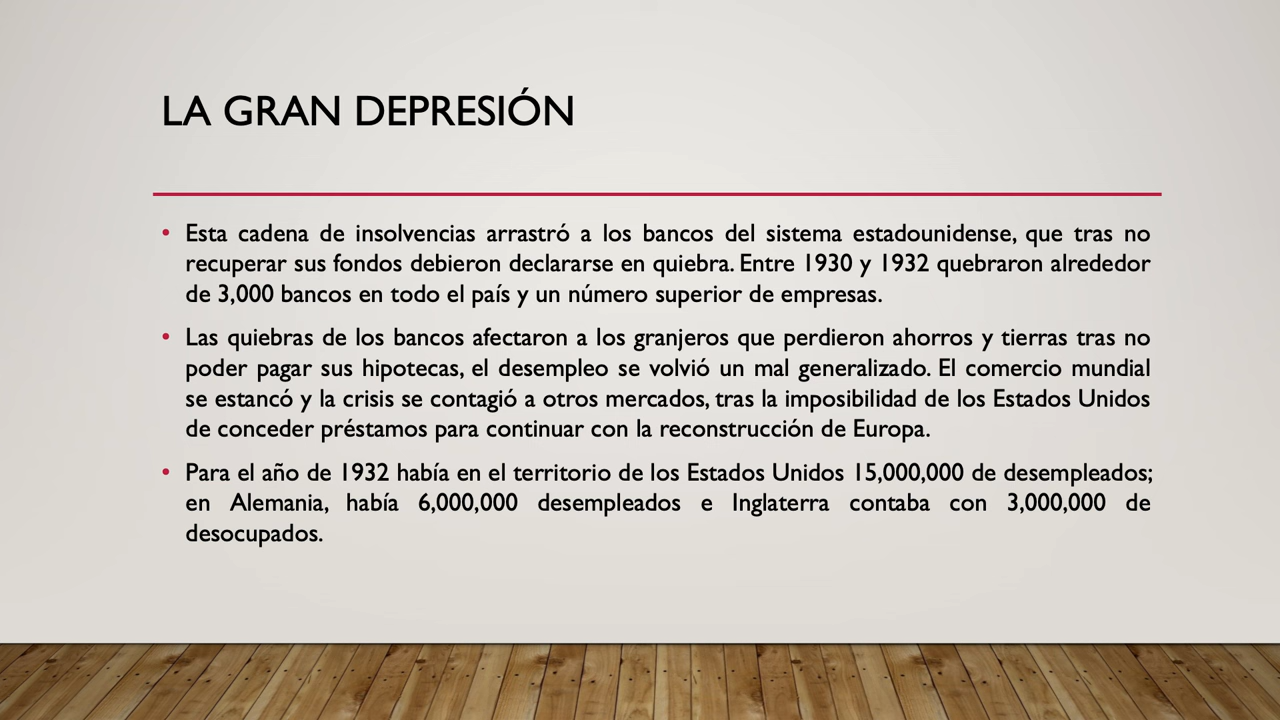 LA GRAN DEPRESIÓN
• Esta cadena de insolvencias arrastró a los bancos del sistema estadounidense, que tras no
recuperar sus fondos debieron declararse en quiebra. Entre 1930 y 1932 quebraron alrededor
de 3,000 bancos en todo el país y un número superior de empresas.
• Las quiebras de los bancos afectaron a los granjeros que perdieron ahorros y tierras tras no
poder pagar sus hipotecas, el desempleo se volvió un mal generalizado. El comercio mundial
se estancó y la crisis se contagió a otros mercados, tras la imposibilidad de los Estados Unidos
de conceder préstamos para continuar con la reconstrucción de Europa.
• Para el año de 1932 había en el territorio de los Estados Unidos 15,000,000 de desempleados;
en Alemania, había 6,000,000 desempleados e Inglaterra contaba con 3,000,000 de
desocupados.